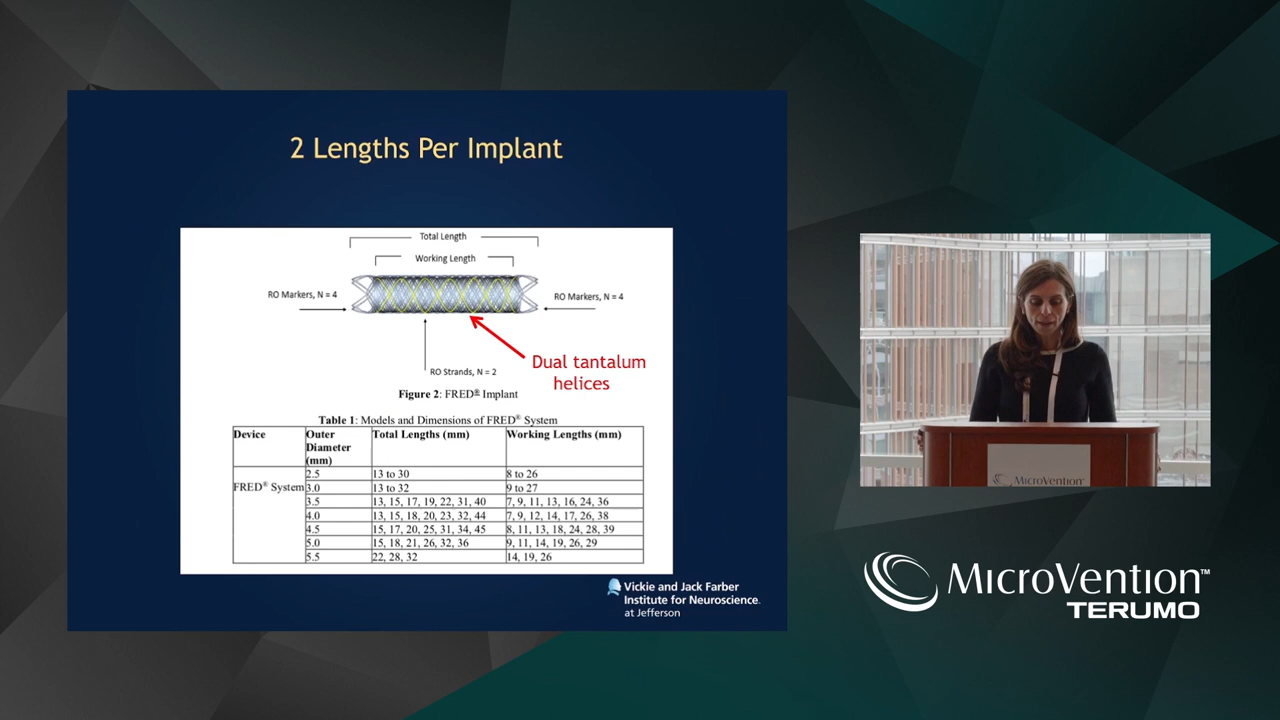 2 Lengths Per Implant
Total Length
Working Length
RO Markers, N = 4
RO Markers, N = 4
RO Strands, N = 2
Dual tantalum
helices
Figure 2: FRED® Implant
Table 1: Models and Dimensions of FRED® System
Device Outer Diameter (mm) Total Lengths (mm) Working Lengths (mm)
2.5 13 to 30 8 to 26
FRED® System 3.0 13 to 32 9 to 27
3.5 13, 15, 17, 19, 22, 31, 40 7, 9, 11, 13, 16, 24, 36
4.0 13, 15, 18, 20, 23, 32, 44 7, 9, 12, 14, 17, 26, 38
4.5 15, 17, 20, 25, 31, 34, 45 8, 11, 13, 18, 24, 28, 39
5.0 15, 18, 21, 26, 32, 36 9, 11, 14, 19, 26, 29
5.5 22, 28, 32 14, 19, 26
Vickie and Jack Farber
Institute for Neuroscience.
at Jefferson
MicroVention
MicroVention™
TERUMO